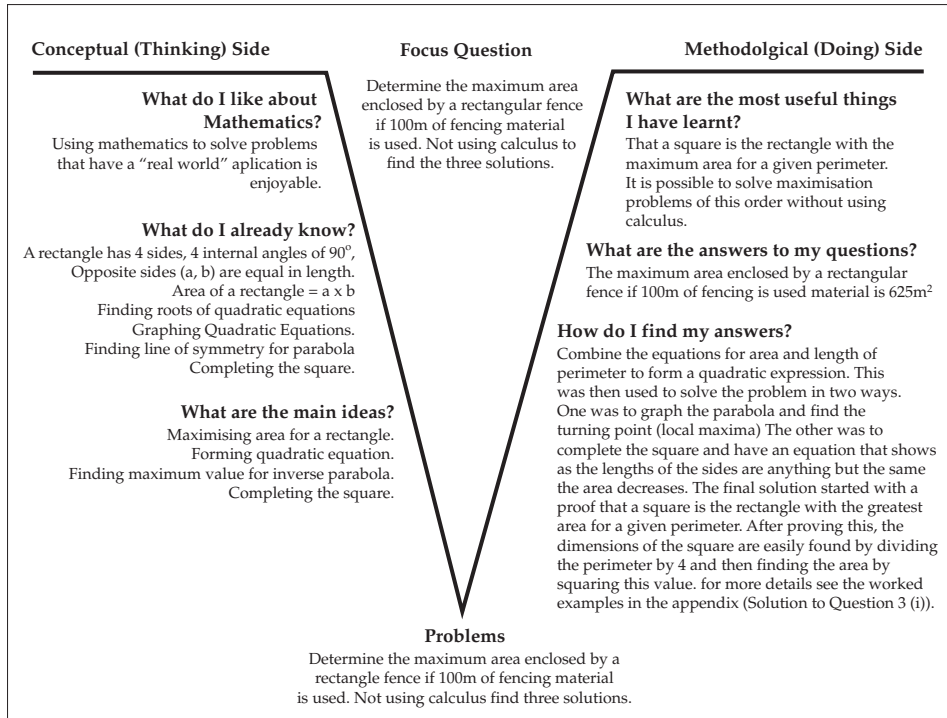 Conceptual (Thinking) Side
What do I like about
Mathematics?
Using mathematics to solve problems
that have a “real world” aplication is
enjoyable.
What do I already know?
A rectangle has 4 sides, 4 internal angles of 90°,
Opposite sides (a, b) are equal in length.
Area of a rectangle = a x b
Finding roots of quadratic equations
Graphing Quadratic Equations.
Finding line of symmetry for parabola
Completing the square.
What are the main ideas?
Maximising area for a rectangle.
Forming quadratic equation.
Finding maximum value for inverse parabola.
Completing the square.
Focus Question
Determine the maximum area
enclosed by a rectangular fence
if 100m of fencing material
is used. Not using calculus to
find the three solutions.
Methodolgical (Doing) Side
What are the most useful things
I have learnt?
That a square is the rectangle with the
maximum area for a given perimeter.
It is possible to solve maximisation
problems of this order without using
calculus.
What are the answers to my questions?
The maximum area enclosed by a rectangular
fence if 100m of fencing is used material is 625m²
How do I find my answers?
Combine the equations for area and length of
perimeter to form a quadratic expression. This
was then used to solve the problem in two ways.
One was to graph the parabola and find the
turning point (local maxima) The other was to
complete the square and have an equation that shows
as the lengths of the sides are anything but the same
the area decreases. The final solution started with a
proof that a square is the rectangle with the greatest
area for a given perimeter. After proving this, the
dimensions of the square are easily found by dividing
the perimeter by 4 and then finding the area by
squaring this value. for more details see the worked
examples in the appendix (Solution to Question 3 (i)).
Problems
Determine the maximum area enclosed by a
rectangle fence if 100m of fencing material
is used. Not using calculus find three solutions.